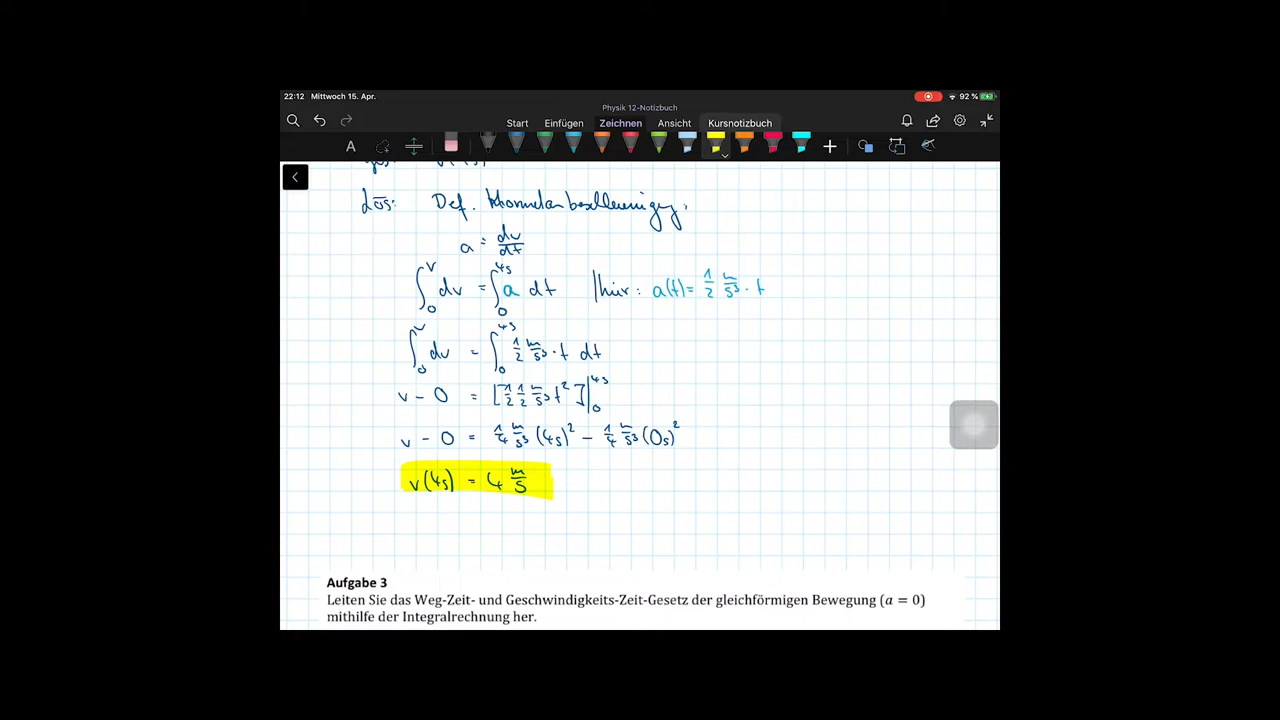 22:12 Mittwoch 15. Apr.
92 %
Physik 12-Notizbuch
Start Einfügen Zeichnen Ansicht Kursnotizbuch
A
v(4s)
Lös: Def. Momentanbeschleunigung:
a = dv/dt
∫₀^v dv = ∫₀^4s a dt | hier: a(t) = 1/2 m/s³ · t
∫₀^v dv = ∫₀^4s 1/2 m/s³ · t dt
v - 0 = [1/2 1/2 m/s³ t²]|₀^4s
v - 0 = 1/4 m/s³ (4s)² - 1/4 m/s³ (0s)²
v(4s) = 4 m/s
Aufgabe 3
Leiten Sie das Weg-Zeit- und Geschwindigkeits-Zeit-Gesetz der gleichförmigen Bewegung (a = 0)
mithilfe der Integralrechnung her.